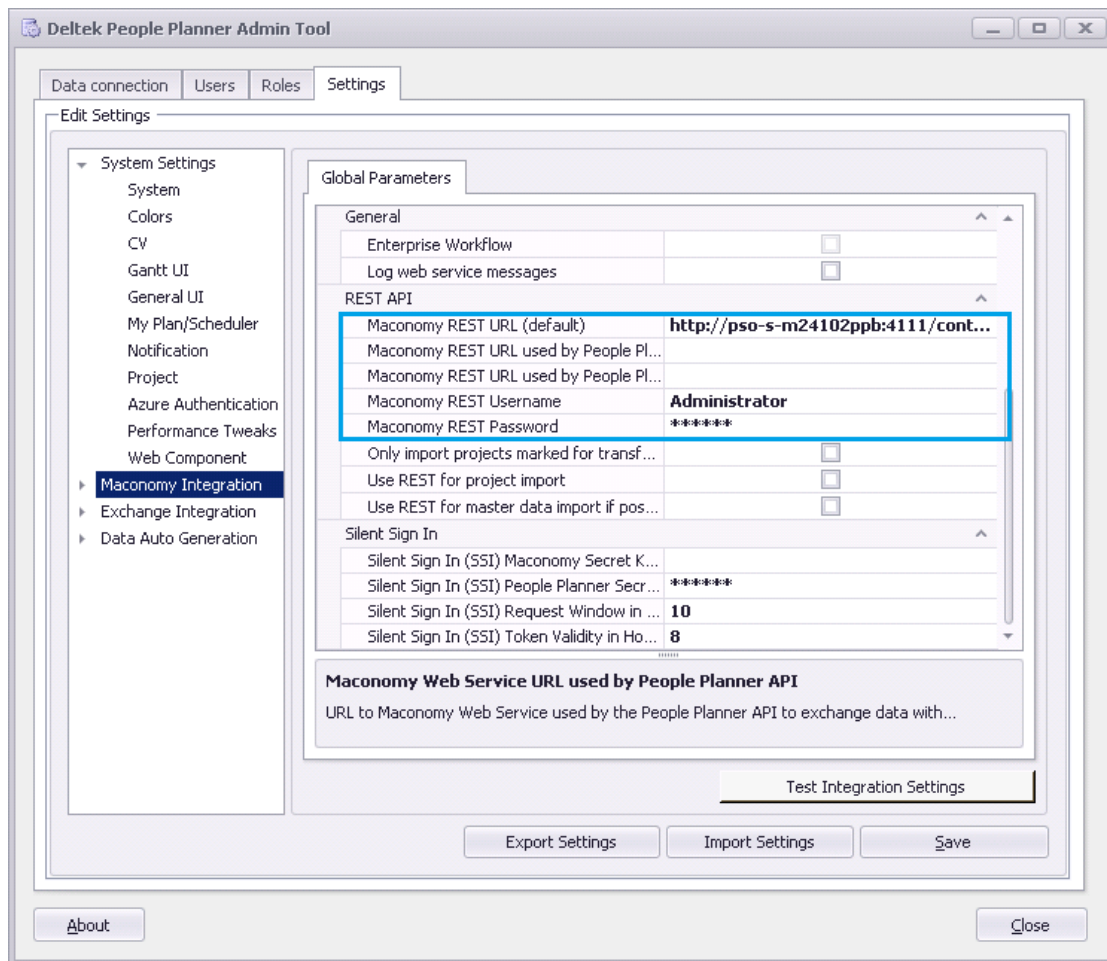 Deltek People Planner Admin Tool
Data connection Users Roles Settings
Edit Settings
System Settings
System
Colors
CV
Gantt UI
General UI
My Plan/Scheduler
Notification
Project
Azure Authentication
Performance Tweaks
Web Component
Maconomy Integration
Exchange Integration
Data Auto Generation
Global Parameters
General
Enterprise Workflow
Log web service messages
REST API
Maconomy REST URL (default) http://pso-s-m24102ppb:4111/cont...
Maconomy REST URL used by People Pl...
Maconomy REST URL used by People Pl...
Maconomy REST Username Administrator
Maconomy REST Password ******
Only import projects marked for transf...
Use REST for project import
Use REST for master data import if pos...
Silent Sign In
Silent Sign In (SSI) Maconomy Secret K...
Silent Sign In (SSI) People Planner Secr... ******
Silent Sign In (SSI) Request Window in ... 10
Silent Sign In (SSI) Token Validity in Ho... 8
Maconomy Web Service URL used by People Planner API
URL to Maconomy Web Service used by the People Planner API to exchange data with...
Test Integration Settings
Export Settings Import Settings Save
About Close